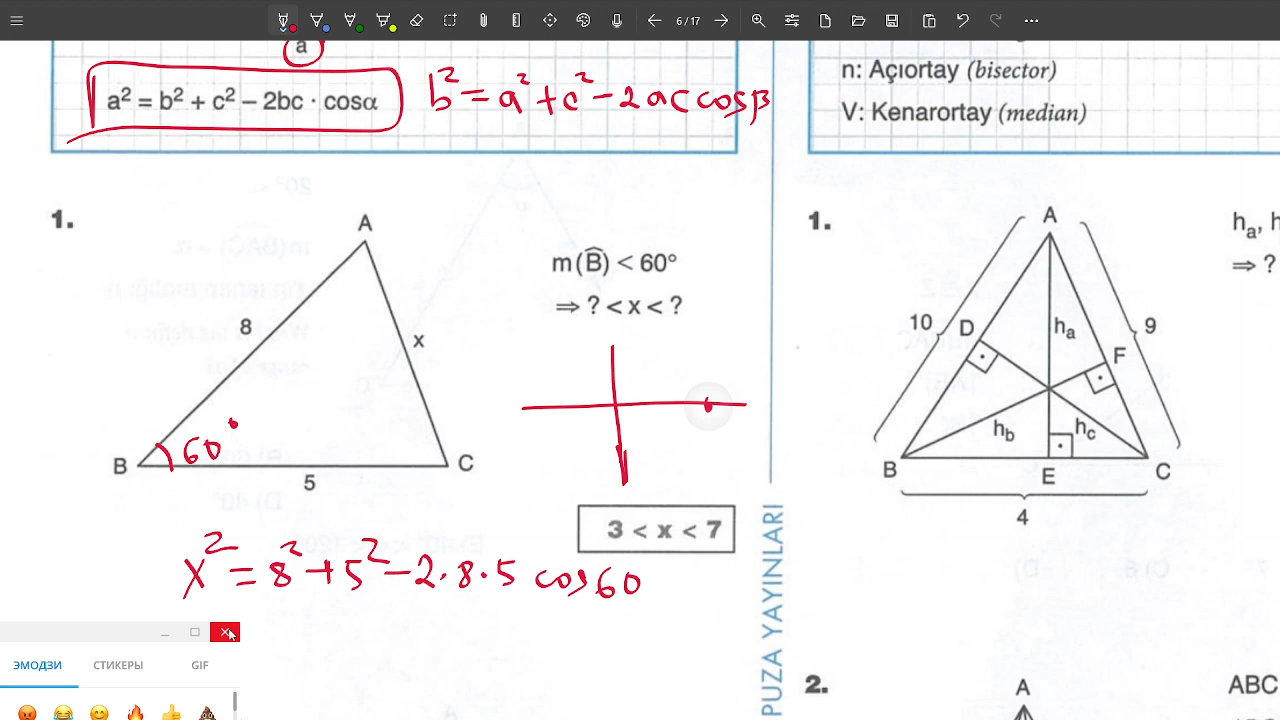 6/17
a
a² = b² + c² – 2bc · cosα
b² = a² + c² - 2ac cosβ
n: Açıortay (bisector)
V: Kenarortay (median)
1.
A
8
x
B
60°
C
5
m(B̂) < 60°
⇒ ? < x < ?
3 < x < 7
x² = 8² + 5² - 2·8·5 cos60
PUZA YAYINLARI
1.
A
10
D
hₐ
9
F
h_b
h_c
B
E
C
4
hₐ, h
⇒ ?
2.
A
ABC
ЭМОДЗИ
СТИКЕРЫ
GIF